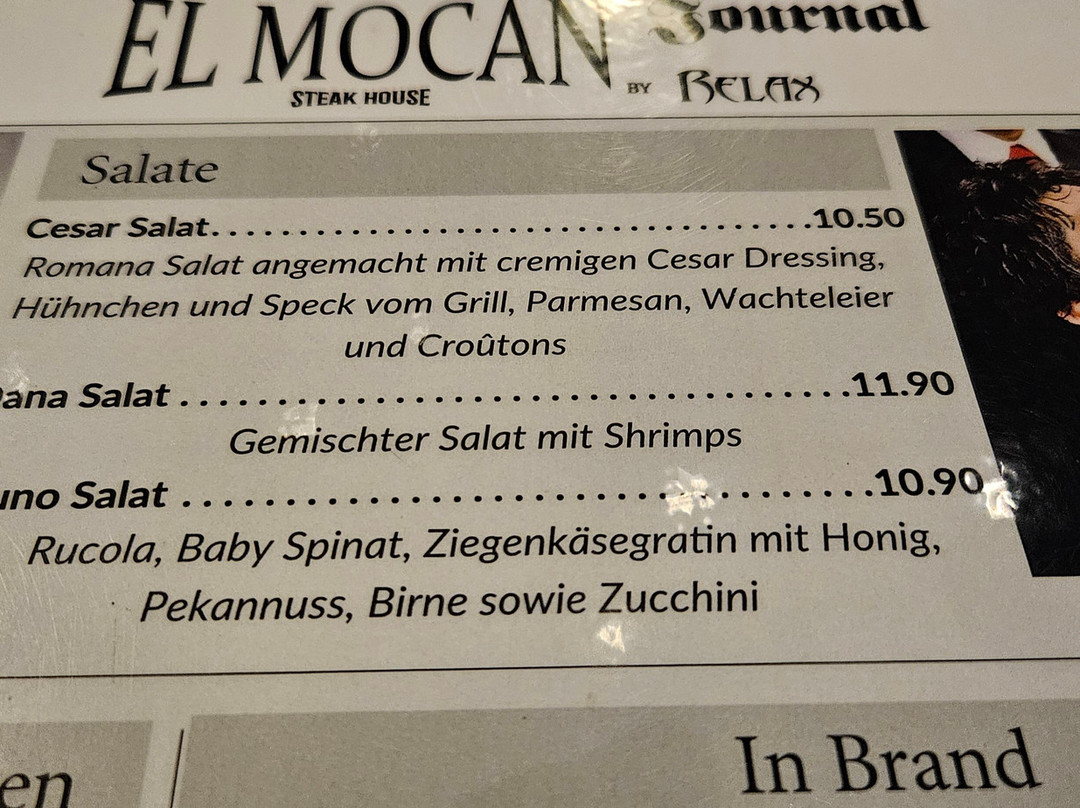 EL MOCAN Journal
STEAK HOUSE BY RELAX
Salate
Cesar Salat....................................10.50
Romana Salat angemacht mit cremigen Cesar Dressing,
Hühnchen und Speck vom Grill, Parmesan, Wachteleier
und Croûtons
Salat ....................................11.90
Gemischter Salat mit Shrimps
Salat ....................................10.90
Rucola, Baby Spinat, Ziegenkäsegratin mit Honig,
Pekannuss, Birne sowie Zucchini
In Brand